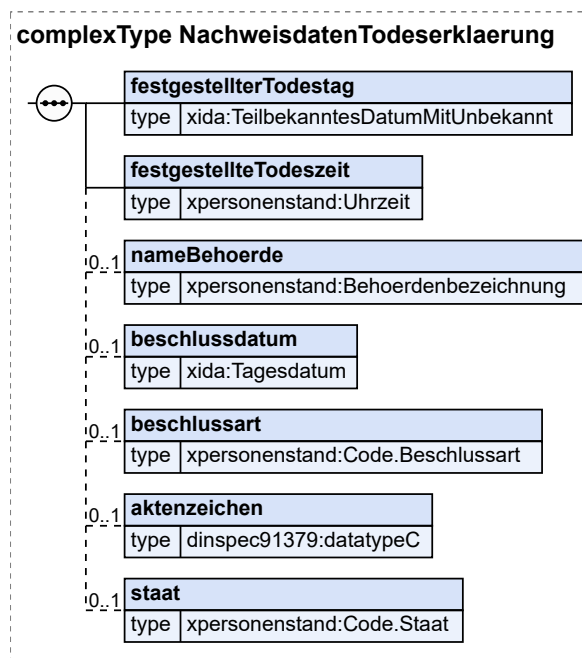 complexType NachweisdatenTodeserklaerung
festgestellterTodestag
type xida:TeilbekanntesDatumMitUnbekannt
festgestellteTodeszeit
type xpersonenstand:Uhrzeit
0..1 nameBehoerde
type xpersonenstand:Behoerdenbezeichnung
0..1 beschlussdatum
type xida:Tagesdatum
0..1 beschlussart
type xpersonenstand:Code.Beschlussart
0..1 aktenzeichen
type dinspec91379:datatypeC
0..1 staat
type xpersonenstand:Code.Staat